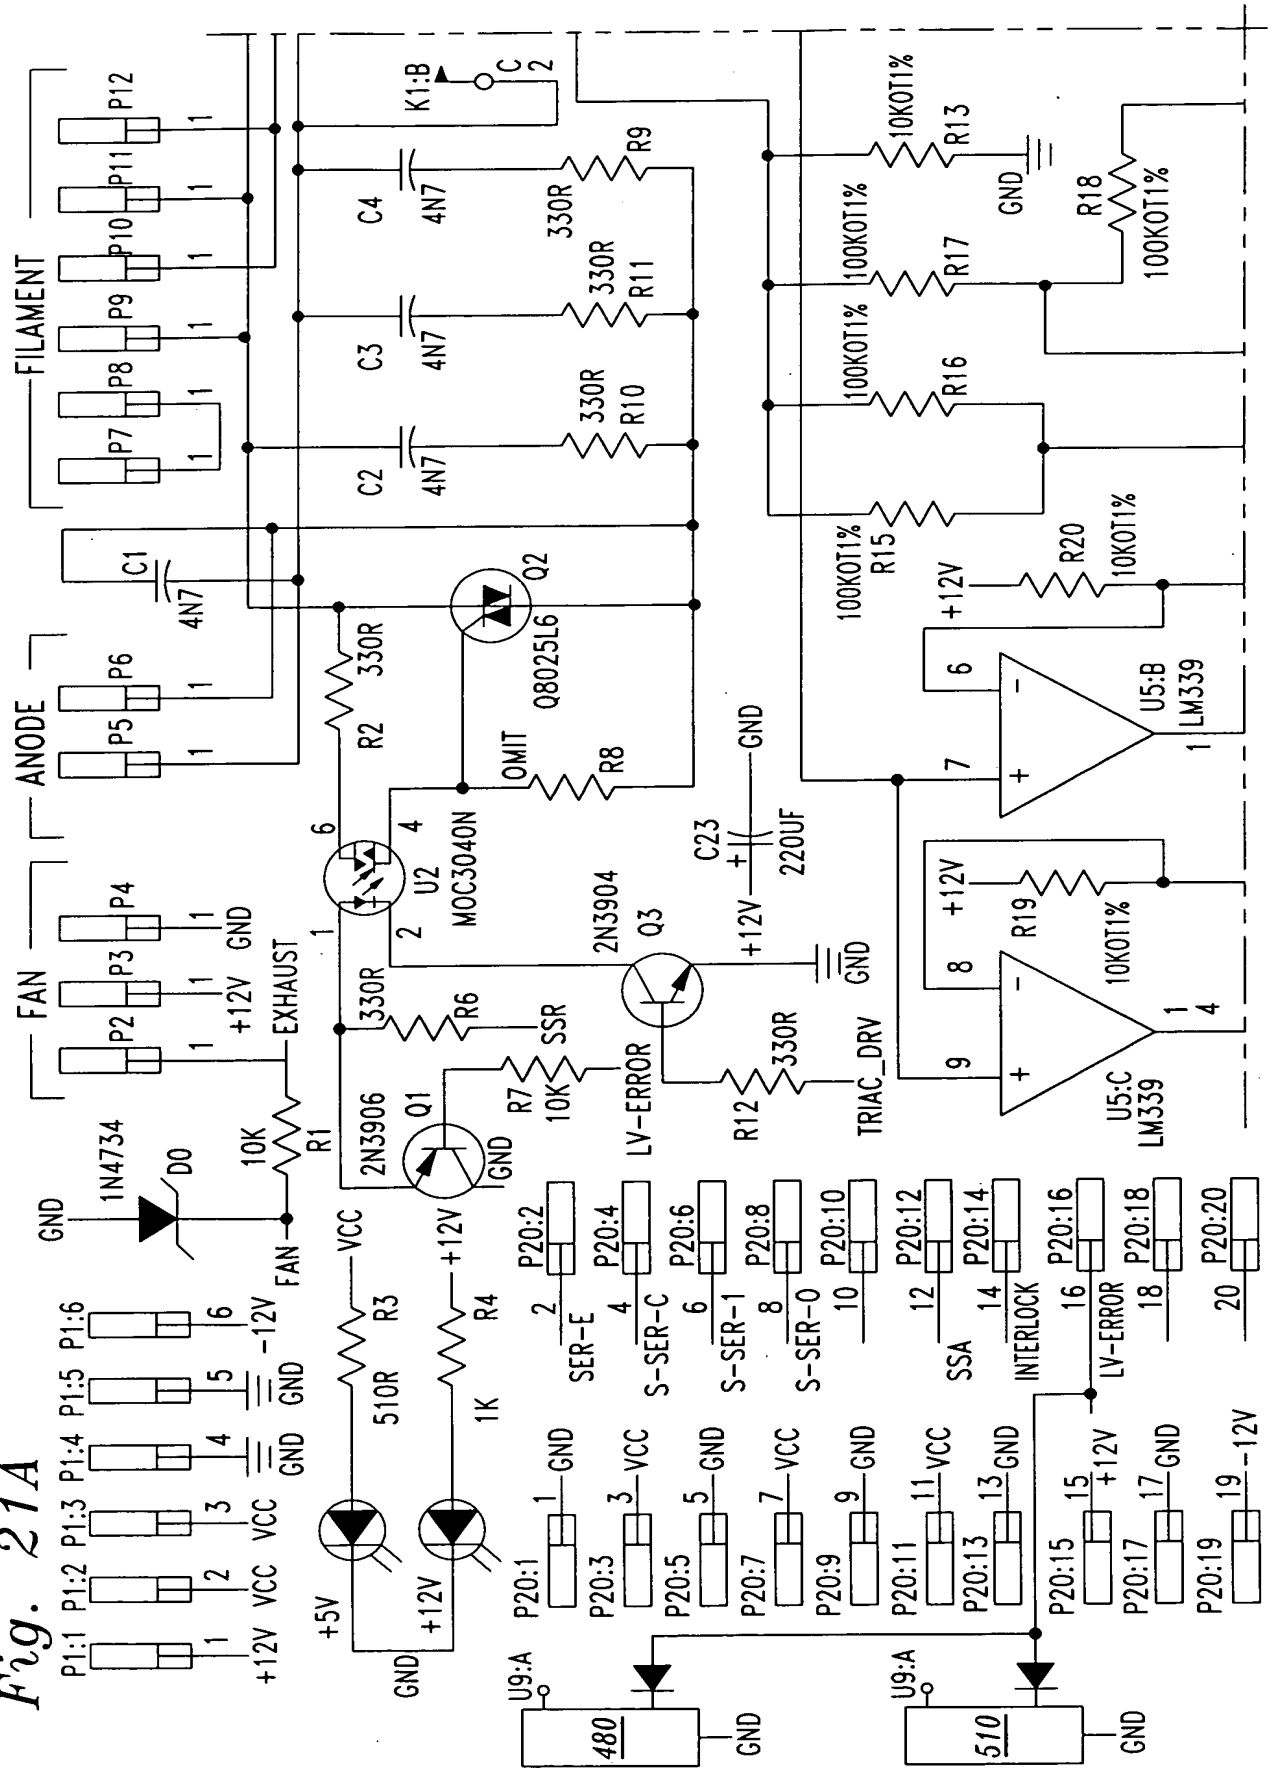 Fig. 21A
P1:1
P1:2
P1:3
P1:4
P1:5
P1:6
1
2
3
4
5
6
+12V
VCC
VCC
GND
GND
-12V
GND
1N4734
D0
FAN
10K
R1
EXHAUST
FAN
P2
P3
P4
1
1
1
+12V
GND
ANODE
P5
P6
1
1
C1
4N7
FILAMENT
P7
P8
P9
P10
P11
P12
1
1
1
1
1
1
+5V
510R
R3
VCC
+12V
1K
R4
+12V
GND
2N3906
Q1
GND
330R
R6
SSR
R7
10K
LV-ERROR
1
2
6
4
U2
MOC3040N
R2
330R
Q2
Q8025L6
OMIT
R8
2N3904
Q3
GND
R12
330R
TRIAC_DRV
C23
+
220UF
+12V
GND
C2
4N7
330R
R10
C3
4N7
330R
R11
C4
4N7
330R
R9
K1:B
C
2
P20:1
1
GND
P20:3
3
VCC
P20:5
5
GND
P20:7
7
VCC
P20:9
9
GND
P20:11
11
VCC
P20:13
13
GND
P20:15
15
+12V
P20:17
17
GND
P20:19
19
-12V
2
P20:2
SER-E
4
P20:4
S-SER-C
6
P20:6
S-SER-1
8
P20:8
S-SER-0
10
P20:10
12
P20:12
SSA
14
P20:14
INTERLOCK
16
P20:16
LV-ERROR
18
P20:18
20
P20:20
U9:A
480
GND
U9:A
510
GND
9
8
+
-
1
4
U5:C
LM339
+12V
R19
10K0T1%
7
6
+
-
1
U5:B
LM339
+12V
R20
10K0T1%
100K0T1%
R15
100K0T1%
R16
100K0T1%
R17
10K0T1%
R13
GND
R18
100K0T1%